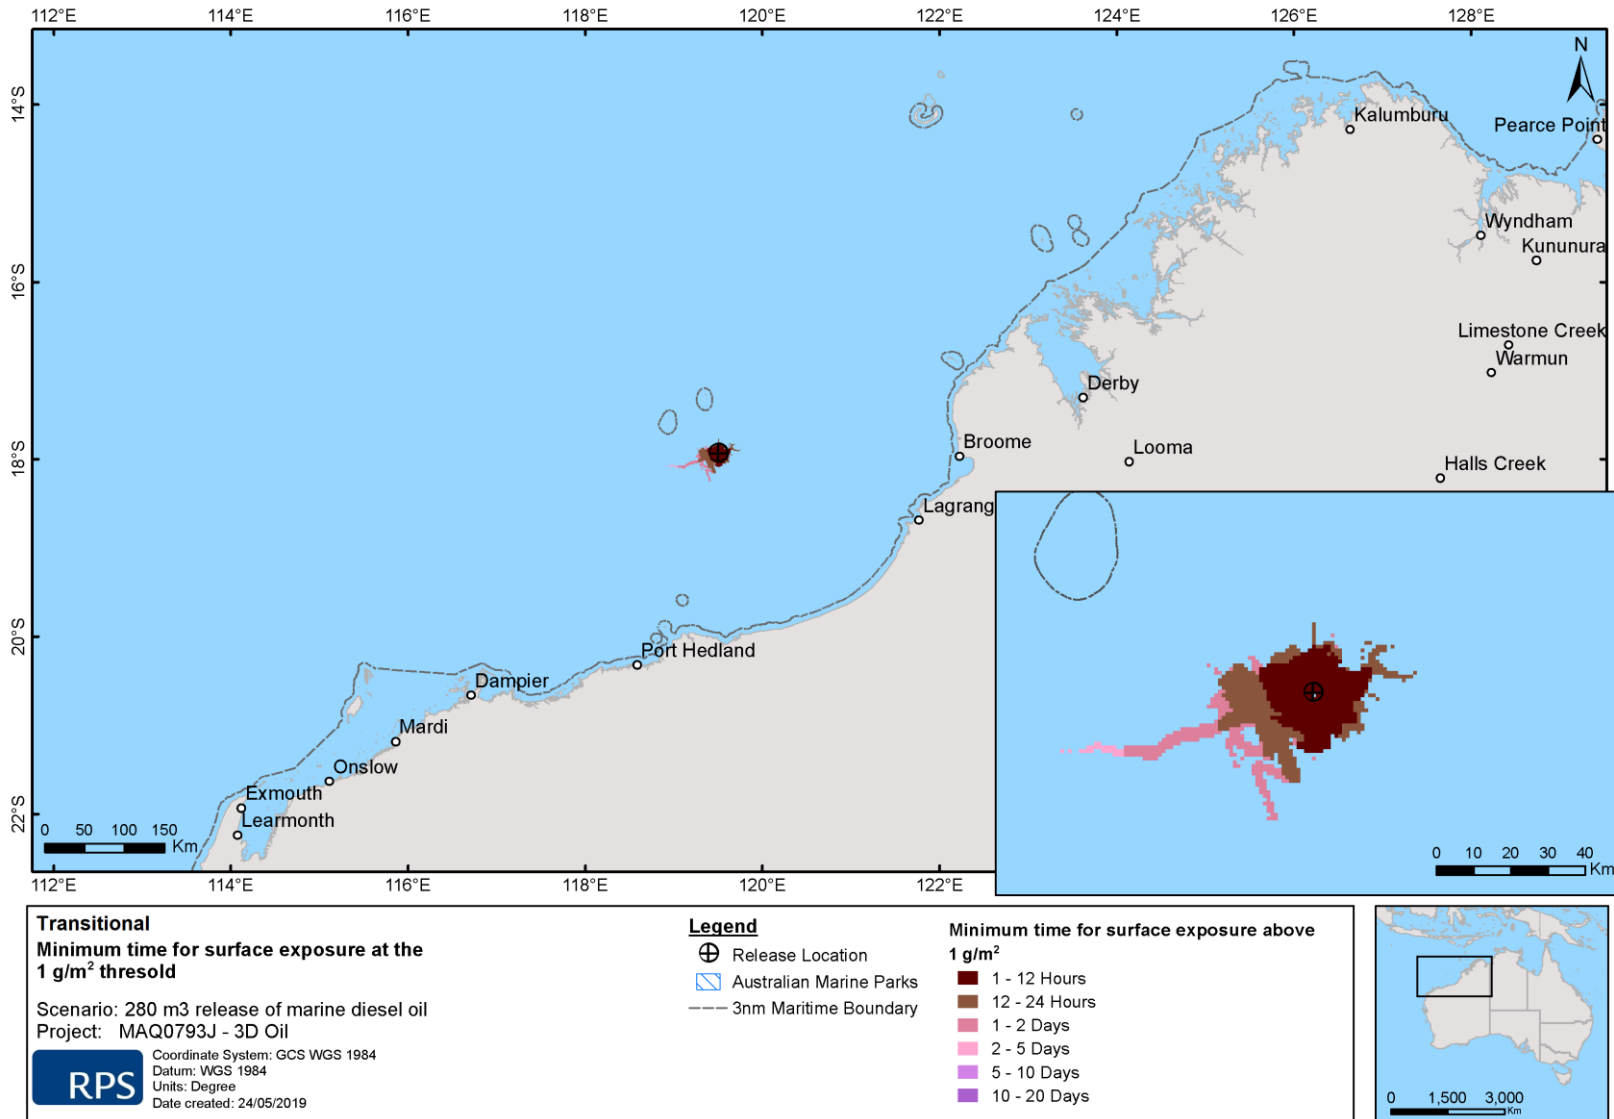 112°E 114°E 116°E 118°E 120°E 122°E 124°E 126°E 128°E
N
14°S
Kalumburu
Pearce Point
Wyndham
Kununura
16°S
Limestone Creek
Warmun
Derby
Broome
Looma
18°S
Halls Creek
Lagrang
20°S
Port Hedland
Dampier
Mardi
Onslow
Exmouth
22°S
Learmonth
0 50 100 150
Km
0 10 20 30 40
Km
112°E 114°E 116°E 118°E 120°E 122°E
Transitional
Minimum time for surface exposure at the
1 g/m² thresold
Scenario: 280 m3 release of marine diesel oil
Project: MAQ0793J - 3D Oil
RPS
Coordinate System: GCS WGS 1984
Datum: WGS 1984
Units: Degree
Date created: 24/05/2019
Legend
Release Location
Australian Marine Parks
3nm Maritime Boundary
Minimum time for surface exposure above
1 g/m²
1 - 12 Hours
12 - 24 Hours
1 - 2 Days
2 - 5 Days
5 - 10 Days
10 - 20 Days
0 1,500 3,000
Km